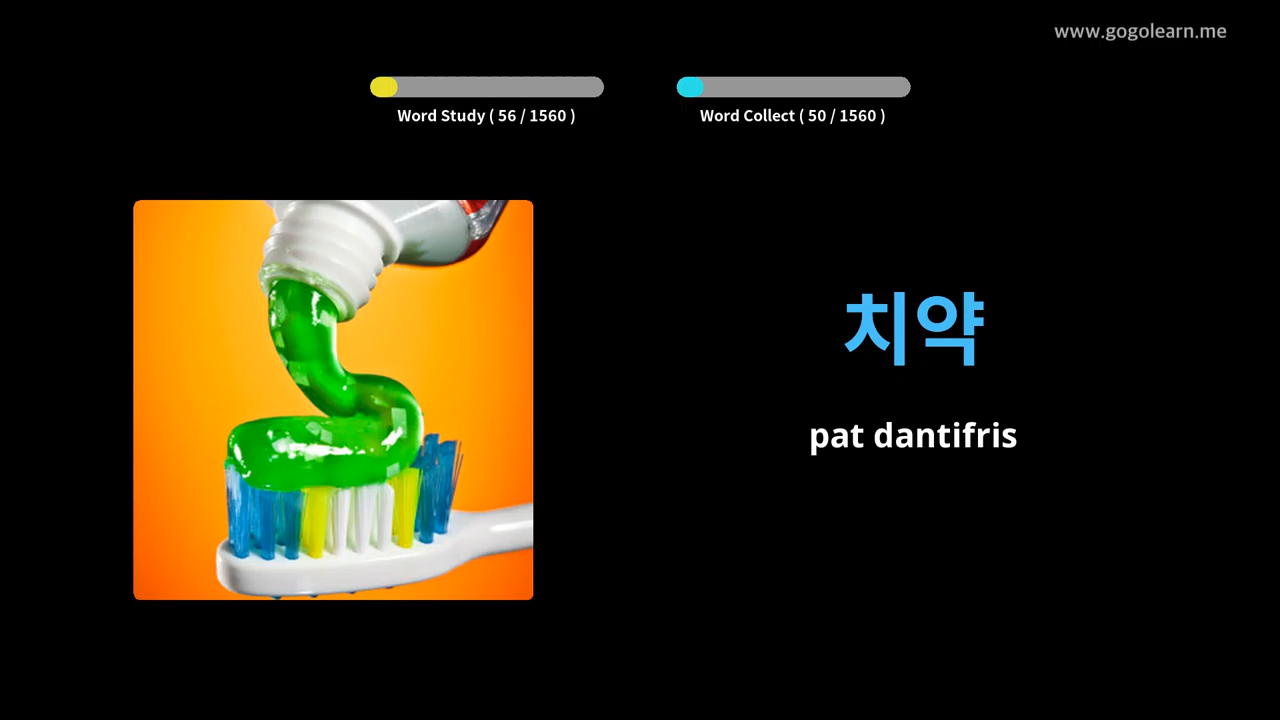 www.gogolearn.me
Word Study ( 56 / 1560 )
Word Collect ( 50 / 1560 )
치약
pat dantifris